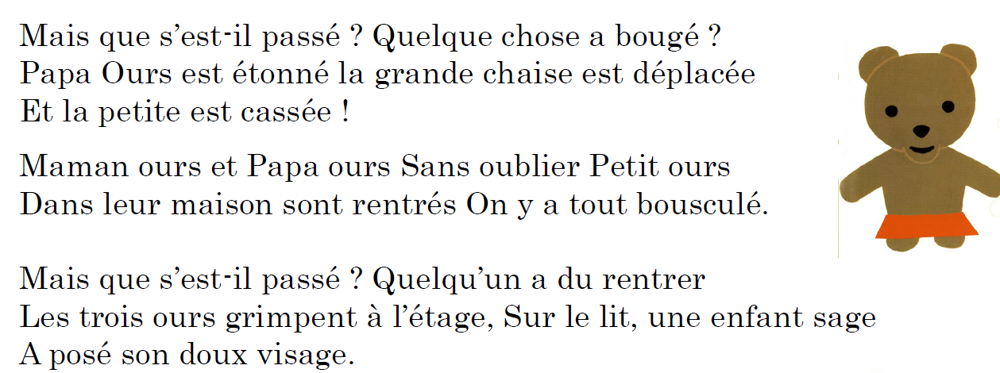 Mais que s’est-il passé ? Quelque chose a bougé ?
Papa Ours est étonné la grande chaise est déplacée
Et la petite est cassée !
Maman ours et Papa ours Sans oublier Petit ours
Dans leur maison sont rentrés On y a tout bousculé.
Mais que s’est-il passé ? Quelqu’un a du rentrer
Les trois ours grimpent à l’étage, Sur le lit, une enfant sage
A posé son doux visage.